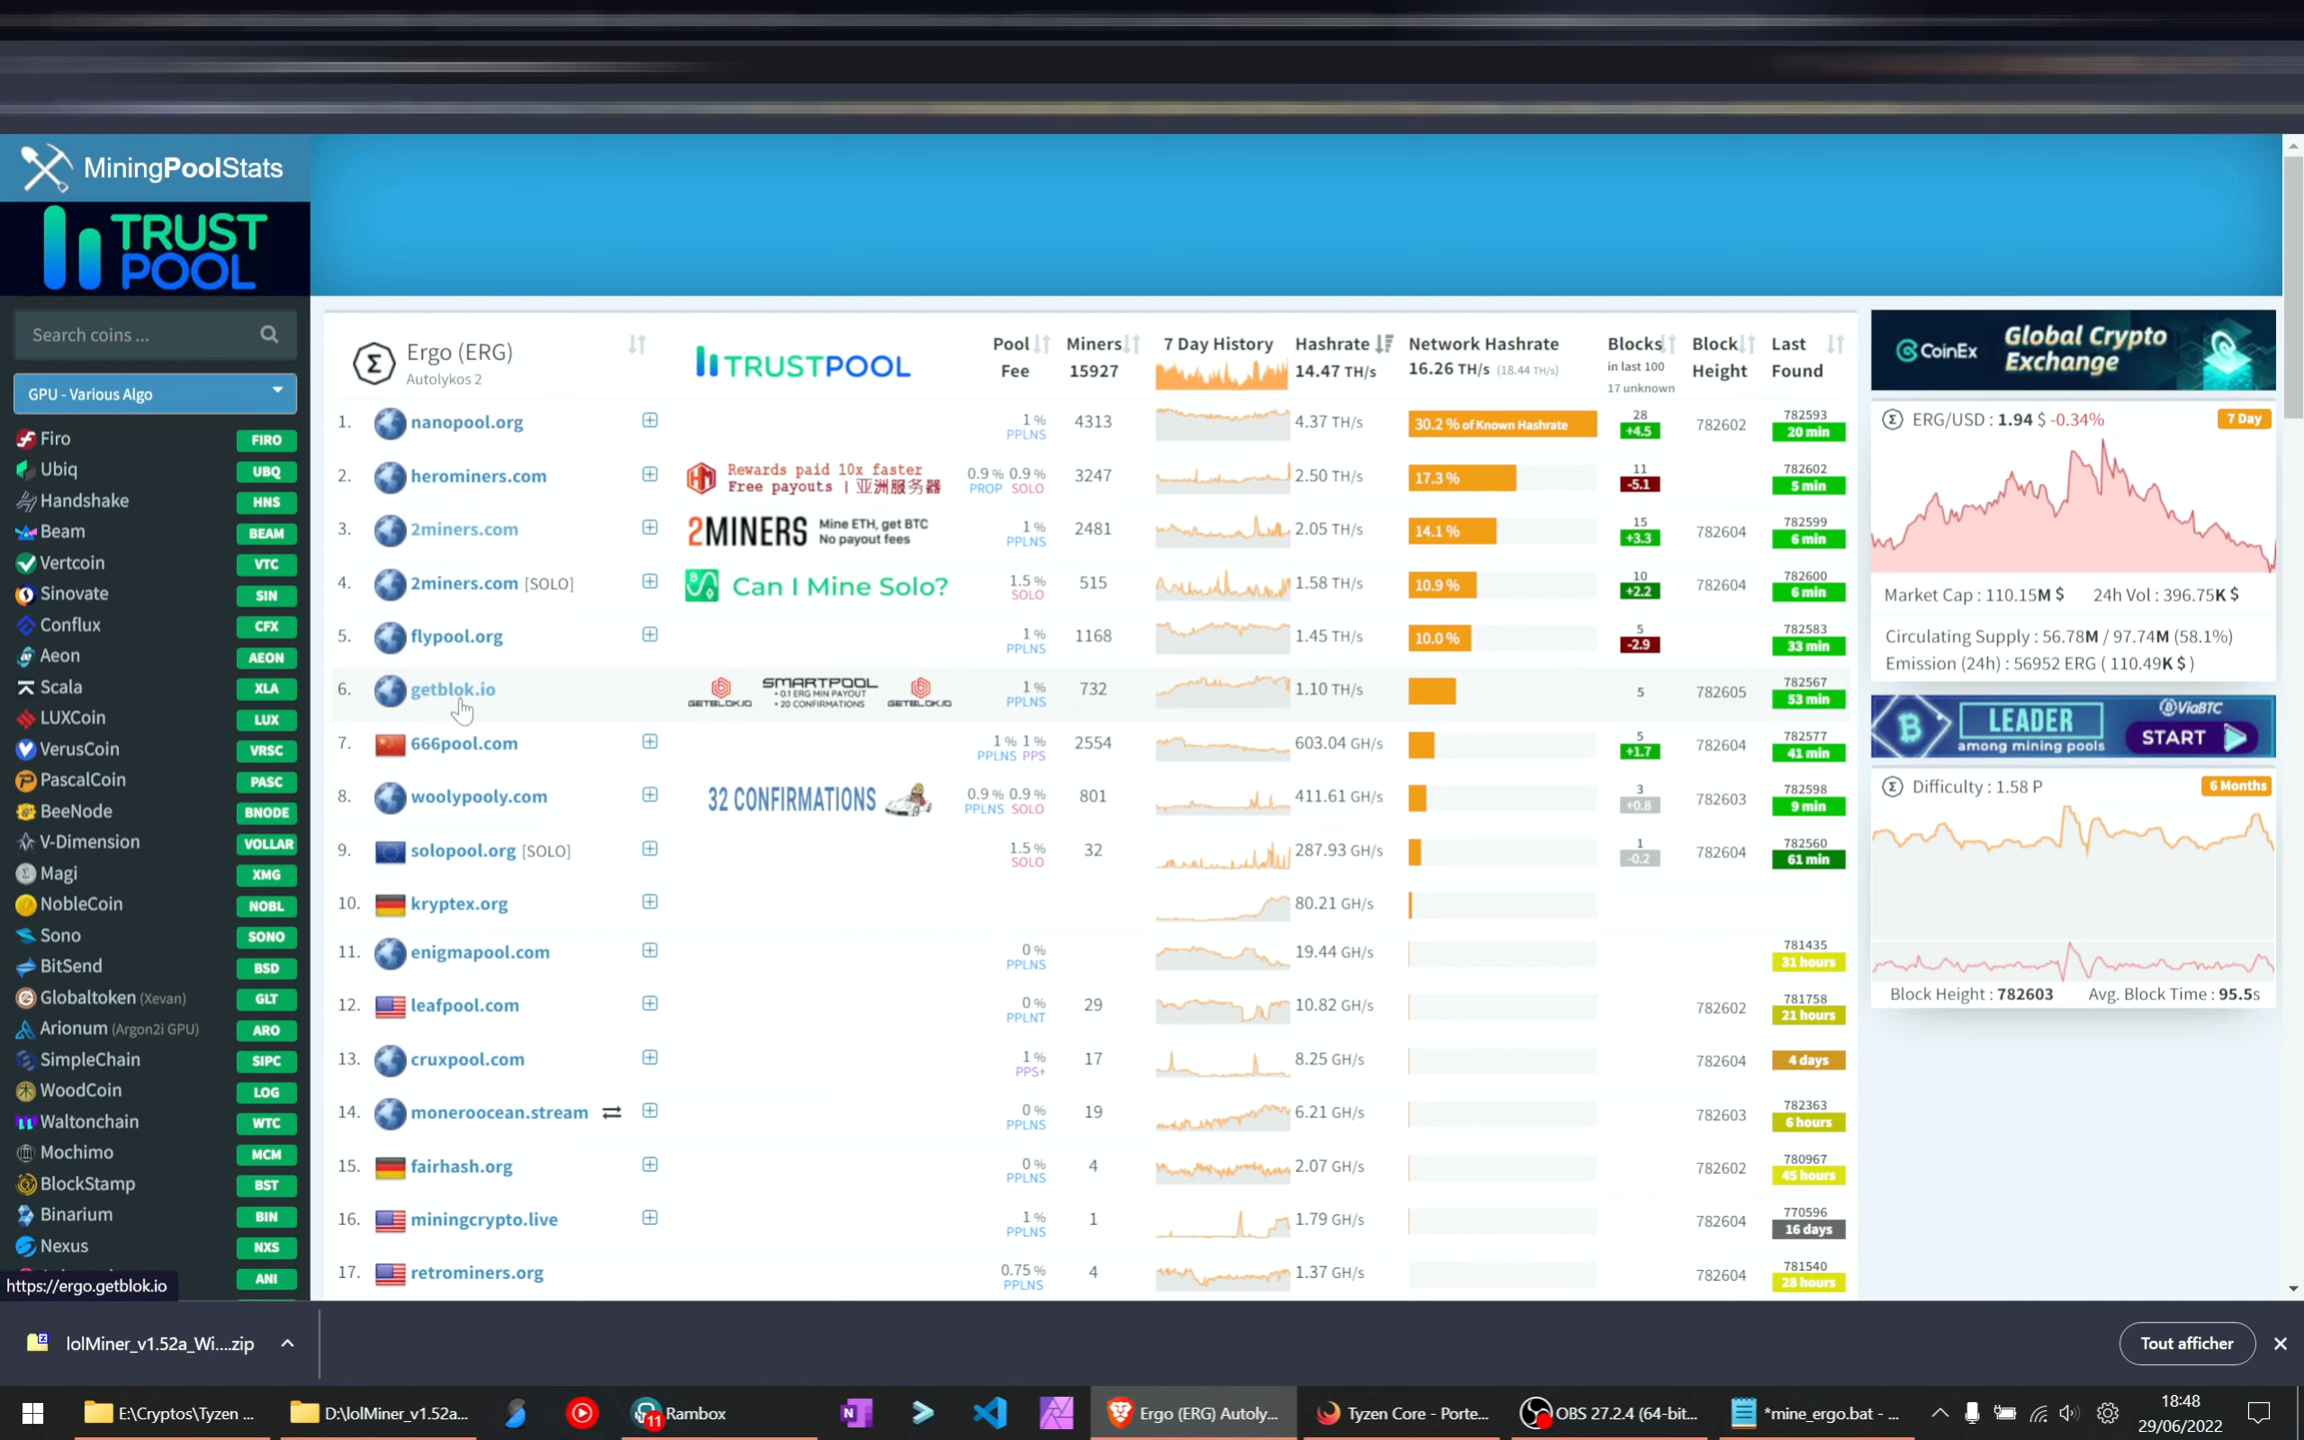 MiningPoolStats
TRUST
POOL
Search coins ...
GPU - Various Algo
Firo FIRO
Ubiq UBQ
Handshake HNS
Beam BEAM
Vertcoin VTC
Sinovate SIN
Conflux CFX
Aeon AEON
Scala XLA
LUXCoin LUX
VerusCoin VRSC
PascalCoin PASC
BeeNode BNODE
V-Dimension VOLLAR
Magi XMG
NobleCoin NOBL
Sono SONO
BitSend BSD
Globaltoken (Xevan) GLT
Arionum (Argon2i GPU) ARO
SimpleChain SIPC
WoodCoin LOG
Waltonchain WTC
Mochimo MCM
BlockStamp BST
Binarium BIN
Nexus NXS
ANI
https://ergo.getblok.io
Ergo (ERG)
Autolykos 2
TRUSTPOOL
Pool Fee
Miners
15927
7 Day History
Hashrate
14.47 TH/s
Network Hashrate
16.26 TH/s (18.44 TH/s)
Blocks
in last 100
17 unknown
Block Height
Last Found
1. nanopool.org 1 % PPLNS 4313 4.37 TH/s 30.2 % of Known Hashrate 28 +4.5 782602 782593 20 min
2. herominers.com HM Rewards paid 10x faster Free payouts | 亚洲服务器 0.9 % 0.9 % PROP SOLO 3247 2.50 TH/s 17.3 % 11 -5.1 782602 5 min
3. 2miners.com 2MINERS Mine ETH, get BTC No payout fees 1 % PPLNS 2481 2.05 TH/s 14.1 % 15 +3.3 782604 782599 6 min
4. 2miners.com [SOLO] Can I Mine Solo? 1.5 % SOLO 515 1.58 TH/s 10.9 % 10 +2.2 782604 782600 6 min
5. flypool.org 1 % PPLNS 1168 1.45 TH/s 10.0 % 5 -2.9 782583 33 min
6. getblok.io GETBLOK.IO SMARTPOOL • 0.1 ERG MIN PAYOUT • 20 CONFIRMATIONS GETBLOK.IO 1 % PPLNS 732 1.10 TH/s 5 782605 782567 53 min
7. 666pool.com 1 % 1 % PPLNS PPS 2554 603.04 GH/s 5 +1.7 782604 782577 41 min
8. woolypooly.com 32 CONFIRMATIONS 0.9 % 0.9 % PPLNS SOLO 801 411.61 GH/s 3 +0.8 782603 782598 9 min
9. solopool.org [SOLO] 1.5 % SOLO 32 287.93 GH/s 1 -0.2 782604 782560 61 min
10. kryptex.org 80.21 GH/s
11. enigmapool.com 0 % PPLNS 19.44 GH/s 781435 31 hours
12. leafpool.com 0 % PPLNT 29 10.82 GH/s 782602 781758 21 hours
13. cruxpool.com 1 % PPS+ 17 8.25 GH/s 782604 4 days
14. moneroocean.stream 0 % PPLNS 19 6.21 GH/s 782603 782363 6 hours
15. fairhash.org 0 % PPLNS 4 2.07 GH/s 782602 780967 45 hours
16. miningcrypto.live 1 % PPLNS 1 1.79 GH/s 782604 770596 16 days
17. retrominers.org 0.75 % PPLNS 4 1.37 GH/s 782604 781540 28 hours
CoinEx
Global Crypto
Exchange
ERG/USD : 1.94 $ -0.34% 7 Day
Market Cap : 110.15M $ 24h Vol : 396.75K $
Circulating Supply : 56.78M / 97.74M (58.1%)
Emission (24h) : 56952 ERG ( 110.49K $ )
LEADER
among mining pools
ViaBTC
START
Difficulty : 1.58 P 6 Months
Block Height : 782603 Avg. Block Time : 95.5s
lolMiner_v1.52a_Wi....zip
Tout afficher
E:\Cryptos\Tyzen ...
D:\lolMiner_v1.52a...
11
Rambox
Ergo (ERG) Autoly...
Tyzen Core - Porte...
OBS 27.2.4 (64-bit...
*mine_ergo.bat - ...
18:48
29/06/2022